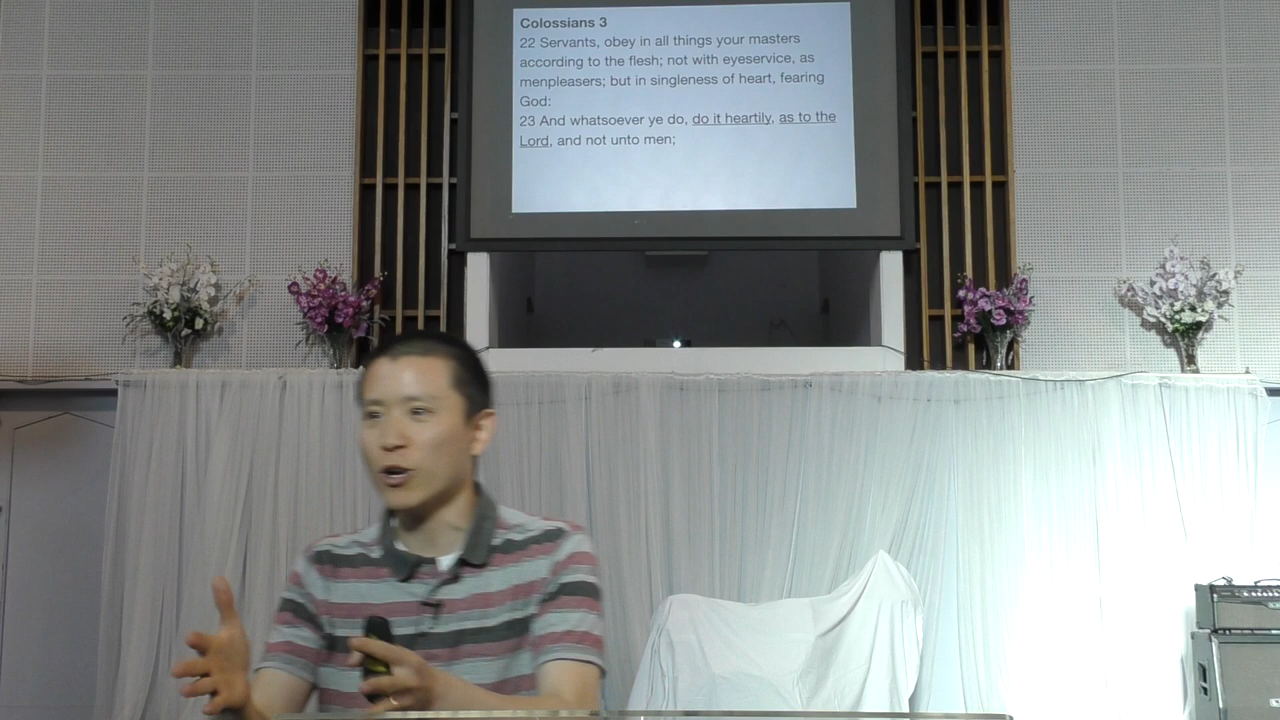 Colossians 3
22 Servants, obey in all things your masters
according to the flesh; not with eyeservice, as
menpleasers; but in singleness of heart, fearing
God:
23 And whatsoever ye do, do it heartily, as to the
Lord, and not unto men;